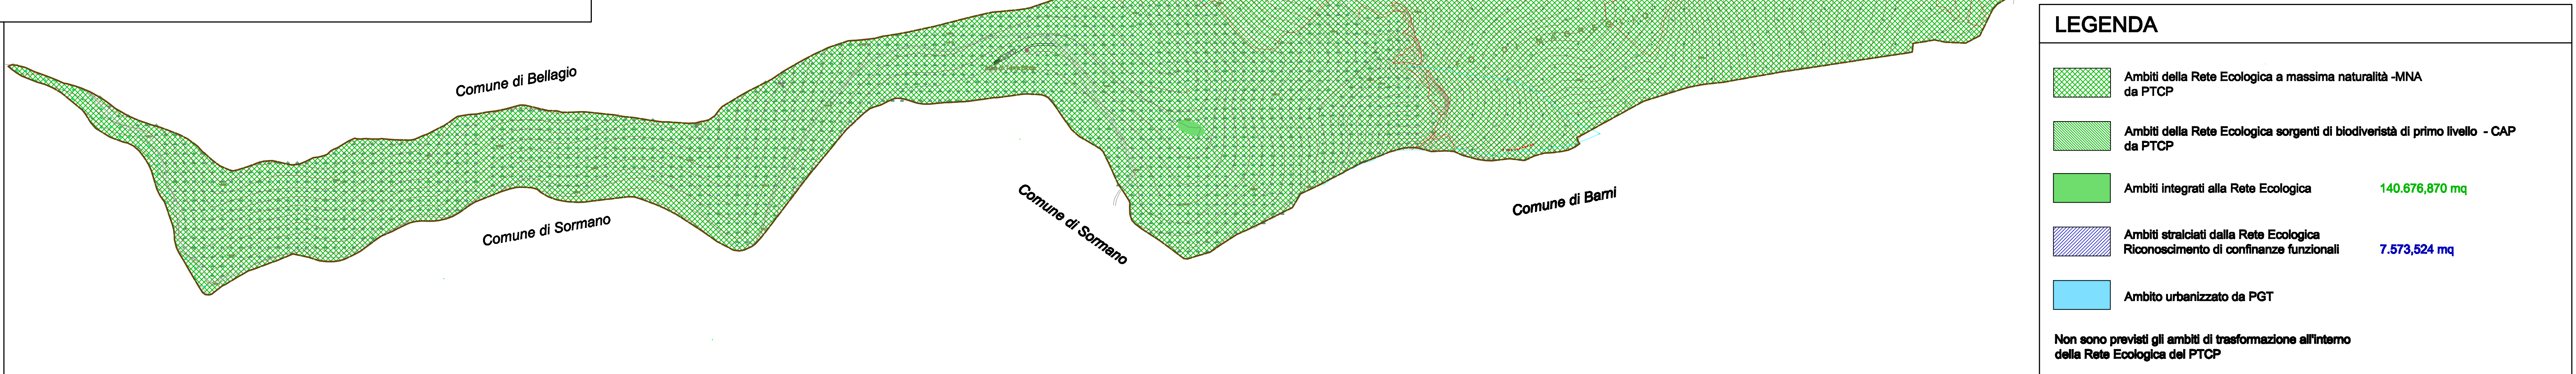 Comune di Bellagio
Comune di Sormano
Comune di Sormano
Comune di Barni
LEGENDA
Ambiti della Rete Ecologica a massima naturalità -MNA
da PTCP
Ambiti della Rete Ecologica sorgenti di biodiveristà di primo livello - CAP
da PTCP
Ambiti integrati alla Rete Ecologica 140.676,870 mq
Ambiti stralciati dalla Rete Ecologica
Riconoscimento di confinanze funzionali 7.573,524 mq
Ambito urbanizzato da PGT
Non sono previsti gli ambiti di trasformazione all'interno
della Rete Ecologica del PTCP